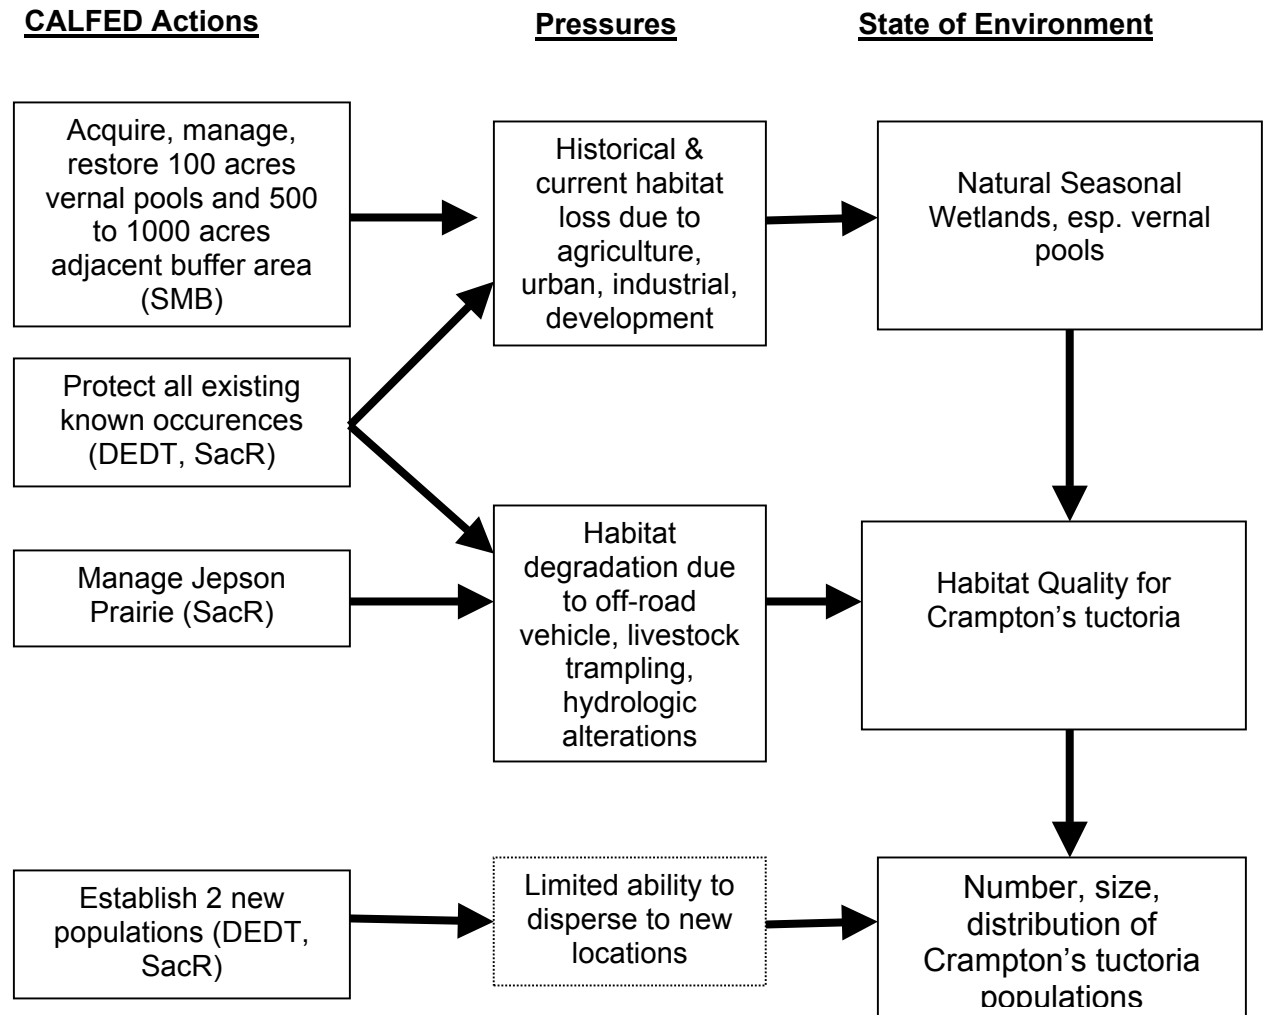 CALFED Actions
Pressures
State of Environment
Acquire, manage,
restore 100 acres
vernal pools and 500
to 1000 acres
adjacent buffer area
(SMB)
Historical &
current habitat
loss due to
agriculture,
urban, industrial,
development
Natural Seasonal
Wetlands, esp. vernal
pools
Protect all existing
known occurences
(DEDT, SacR)
Manage Jepson
Prairie (SacR)
Habitat
degradation due
to off-road
vehicle, livestock
trampling,
hydrologic
alterations
Habitat Quality for
Crampton’s tuctoria
Establish 2 new
populations (DEDT,
SacR)
Limited ability to
disperse to new
locations
Number, size,
distribution of
Crampton’s tuctoria
populations